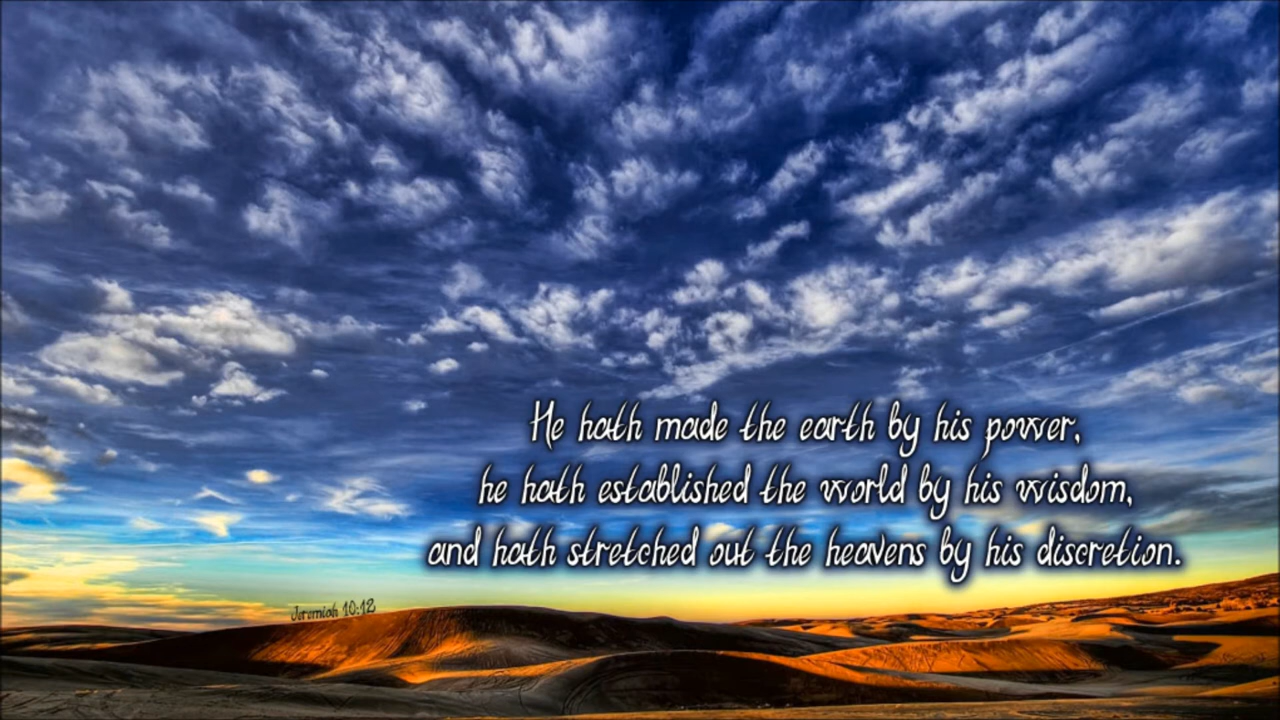 He hath made the earth by his power,
he hath established the world by his wisdom,
and hath stretched out the heavens by his discretion.
Jeremiah 10:12